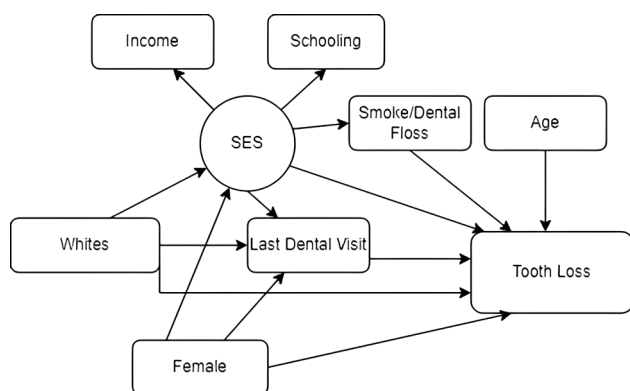 Income
Schooling
SES
Smoke/Dental
Floss
Age
Whites
Last Dental Visit
Tooth Loss
Female